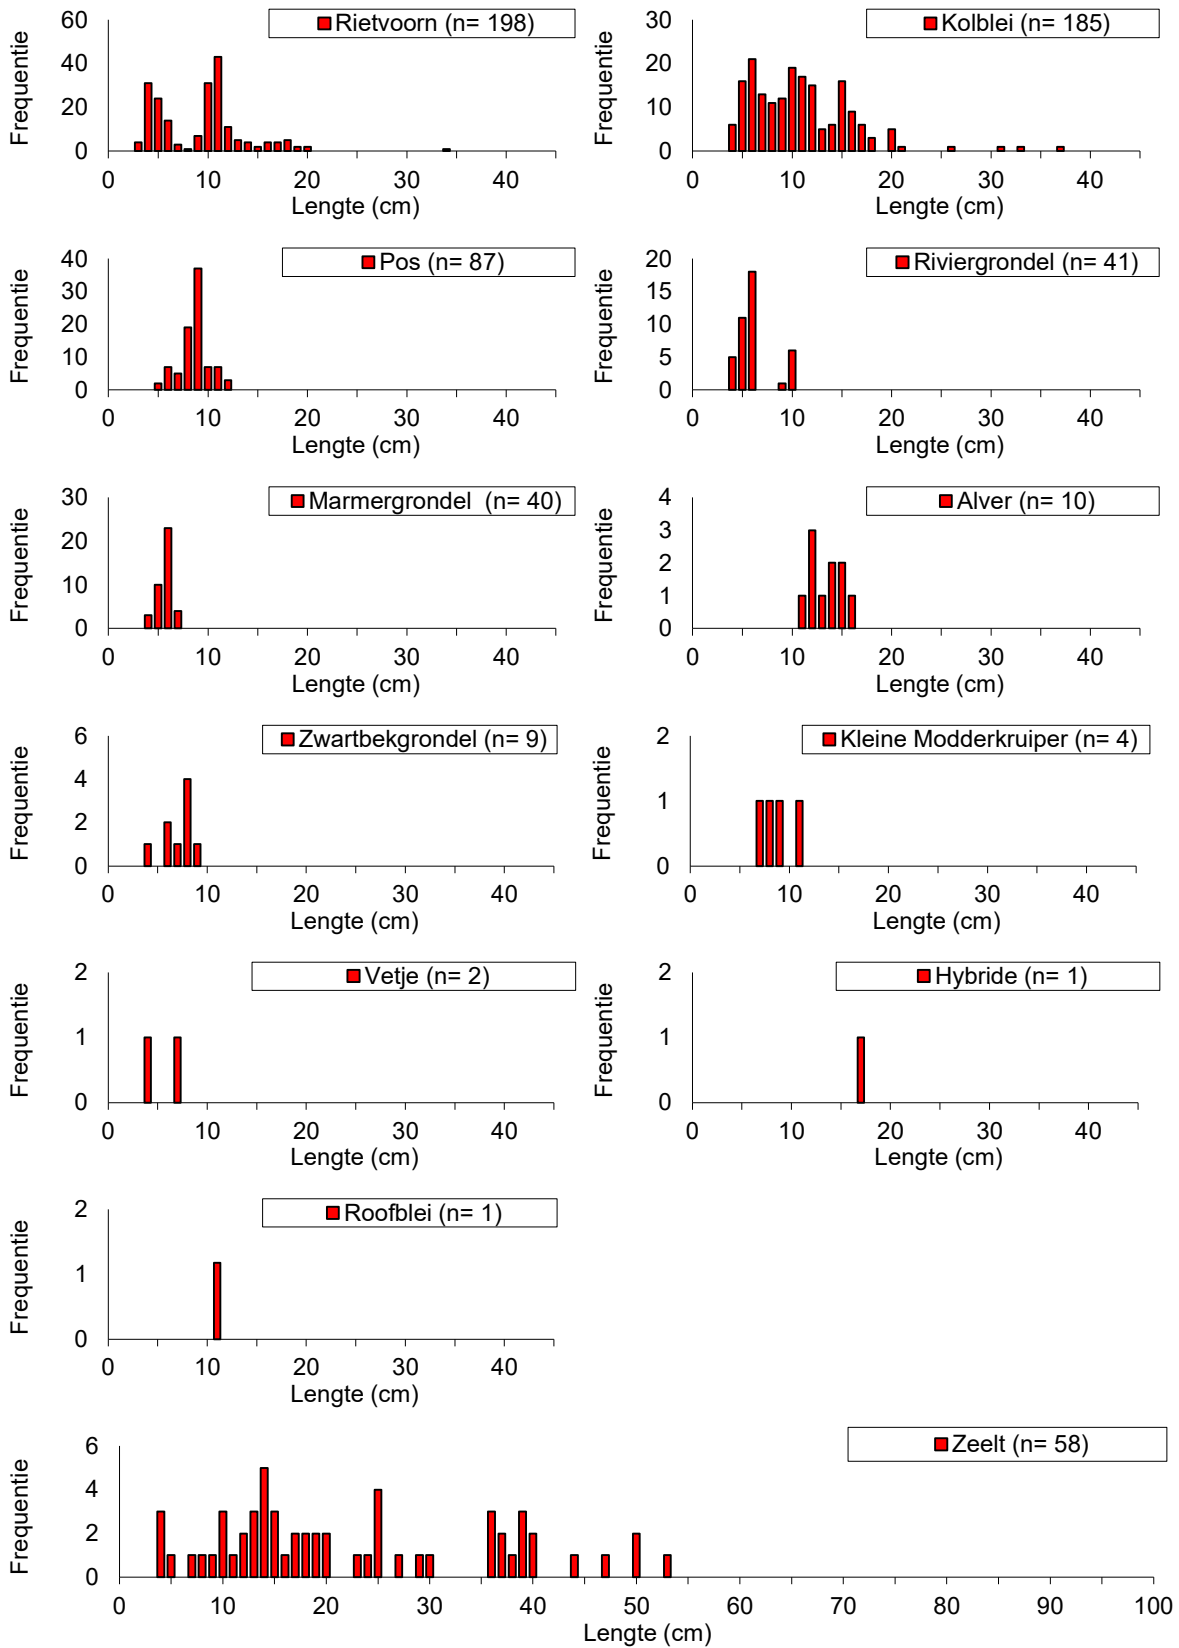 Rietvoorn (n= 198)
Frequentie
60
40
20
0
0 10 20 30 40
Lengte (cm)
Kolblei (n= 185)
Frequentie
30
20
10
0
0 10 20 30 40
Lengte (cm)
Pos (n= 87)
Frequentie
40
30
20
10
0
0 10 20 30 40
Lengte (cm)
Riviergrondel (n= 41)
Frequentie
20
15
10
5
0
0 10 20 30 40
Lengte (cm)
Marmergrondel (n= 40)
Frequentie
30
20
10
0
0 10 20 30 40
Lengte (cm)
Alver (n= 10)
Frequentie
4
3
2
1
0
0 10 20 30 40
Lengte (cm)
Zwartbekgrondel (n= 9)
Frequentie
6
4
2
0
0 10 20 30 40
Lengte (cm)
Kleine Modderkruiper (n= 4)
Frequentie
2
1
0
0 10 20 30 40
Lengte (cm)
Vetje (n= 2)
Frequentie
2
1
0
0 10 20 30 40
Lengte (cm)
Hybride (n= 1)
Frequentie
2
1
0
0 10 20 30 40
Lengte (cm)
Roofblei (n= 1)
Frequentie
2
1
0
0 10 20 30 40
Lengte (cm)
Zeelt (n= 58)
Frequentie
6
4
2
0
0 10 20 30 40 50 60 70 80 90 100
Lengte (cm)